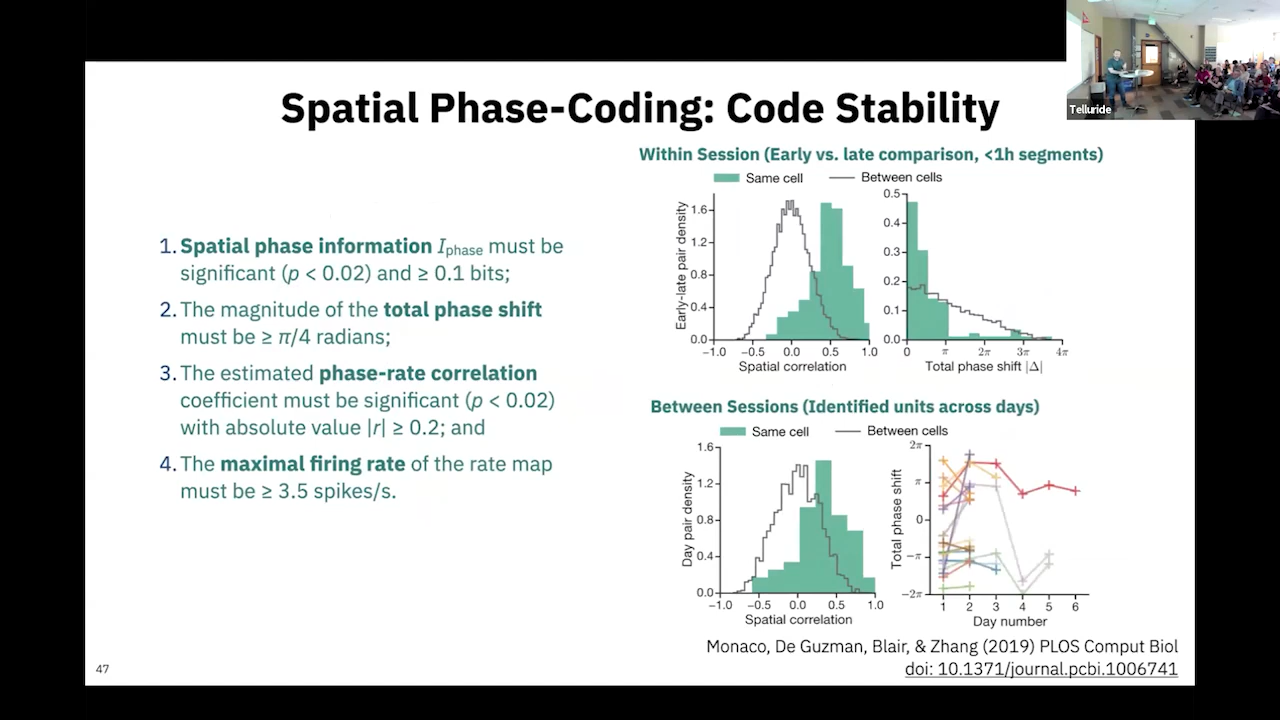 Telluride
Spatial Phase-Coding: Code Stability
1. Spatial phase information I_phase must be
significant (p < 0.02) and ≥ 0.1 bits;
2. The magnitude of the total phase shift
must be ≥ π/4 radians;
3. The estimated phase-rate correlation
coefficient must be significant (p < 0.02)
with absolute value |r| ≥ 0.2; and
4. The maximal firing rate of the rate map
must be ≥ 3.5 spikes/s.
Within Session (Early vs. late comparison, <1h segments)
Same cell Between cells
Early-late pair density
1.6
1.2
0.8
0.4
0.0
−1.0 −0.5 0.0 0.5 1.0
Spatial correlation
0.5
0.4
0.3
0.2
0.1
0.0
0 π 2π 3π 4π
Total phase shift |Δ|
Between Sessions (Identified units across days)
Same cell Between cells
Day pair density
1.6
1.2
0.8
0.4
0.0
−1.0 −0.5 0.0 0.5 1.0
Spatial correlation
Total phase shift
2π
π
0
−π
−2π
1 2 3 4 5 6
Day number
Monaco, De Guzman, Blair, & Zhang (2019) PLOS Comput Biol
doi: 10.1371/journal.pcbi.1006741
47